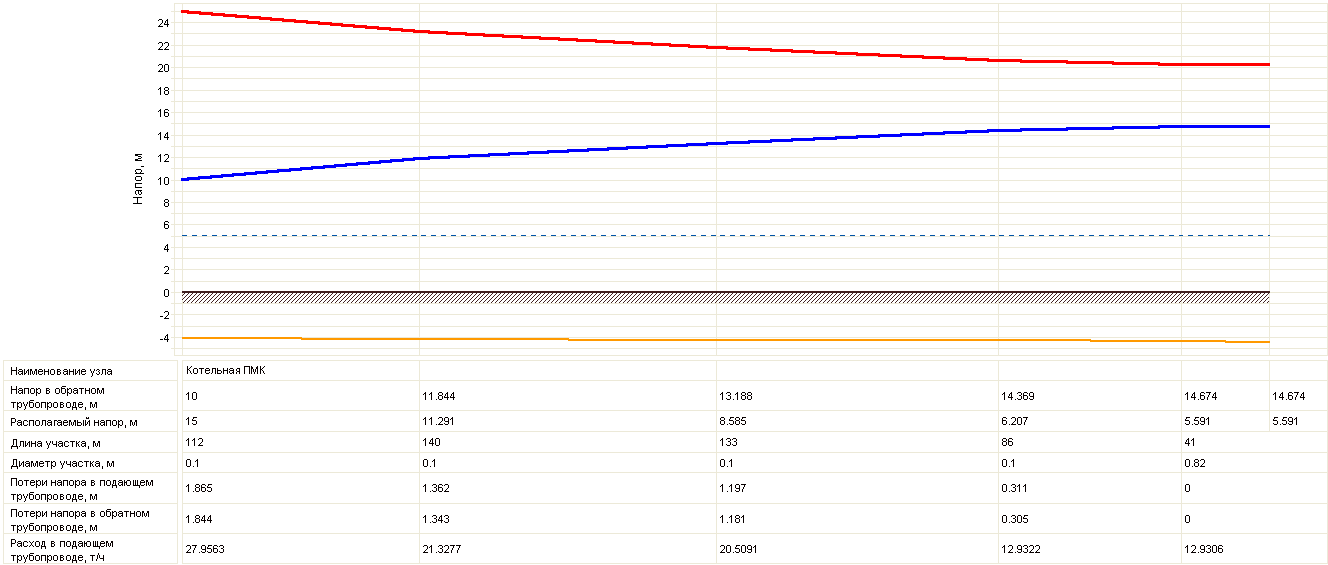 24
22
20
18
16
14
12
10
8
6
4
2
0
-2
-4
Напор, м
Наименование узла
Котельная ПМК
Напор в обратном
трубопроводе, м
10 11.844 13.188 14.369 14.674 14.674
Располагаемый напор, м
15 11.291 8.585 6.207 5.591 5.591
Длина участка, м
112 140 133 86 41
Диаметр участка, м
0.1 0.1 0.1 0.1 0.82
Потери напора в подающем
трубопроводе, м
1.865 1.362 1.197 0.311 0
Потери напора в обратном
трубопроводе, м
1.844 1.343 1.181 0.305 0
Расход в подающем
трубопроводе, т/ч
27.9563 21.3277 20.5091 12.9322 12.9306